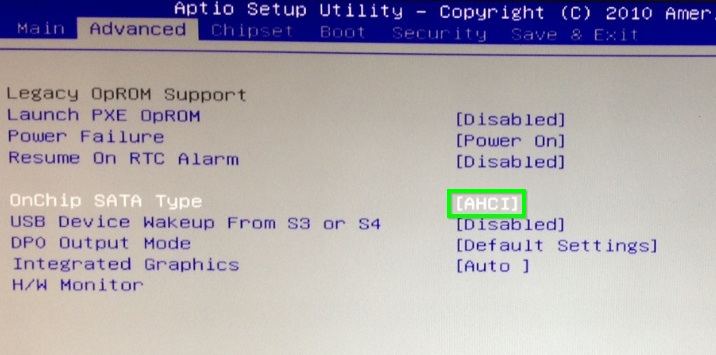 Aptio Setup Utility – Copyright (C) 2010 Amer
Main Advanced Chipset Boot Security Save & Exit
Legacy OpROM Support
Launch PXE OpROM [Disabled]
Power Failure [Power On]
Resume On RTC Alarm [Disabled]
OnChip SATA Type [AHCI]
USB Device Wakeup From S3 or S4 [Disabled]
DPO Output Mode [Default Settings]
Integrated Graphics [Auto ]
H/W Monitor